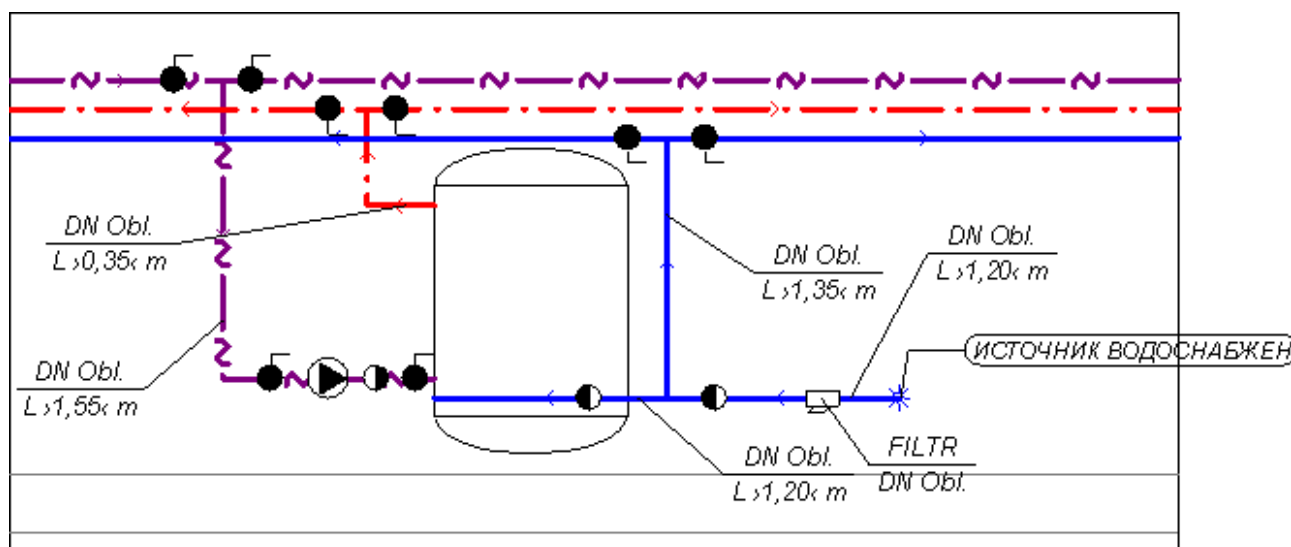 DN Obl.
L ›0,35‹ m
DN Obl.
L ›1,35‹ m
DN Obl.
L ›1,20‹ m
ИСТОЧНИК ВОДОСНАБЖЕН
DN Obl.
L ›1,55‹ m
DN Obl.
L ›1,20‹ m
FILTR
DN Obl.